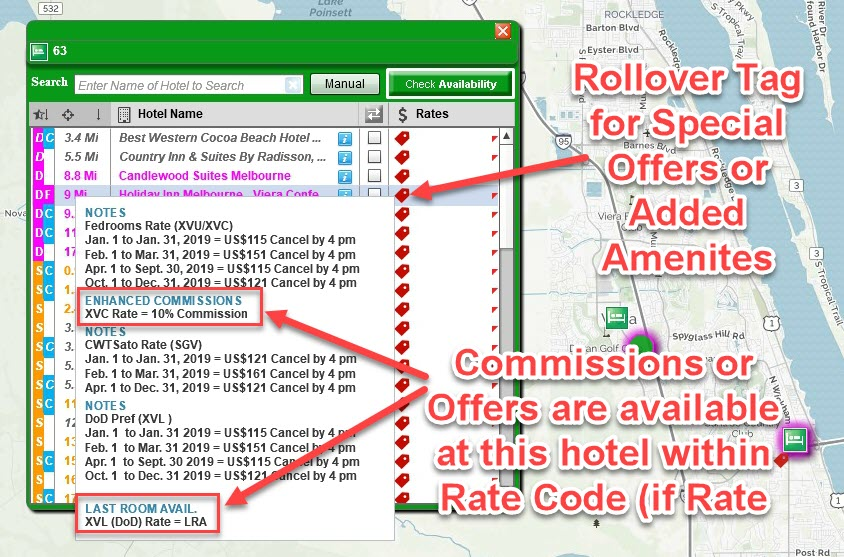 Lake
Poinsett
ROCKLEDGE
Barton Blvd
Eyster Blvd
Barnes Blvd
Viera Blvd
Spyglass Hill Rd
S Tropical Trail
N Wickham
Post Rd
95
3
1
3
1
63
Search
Enter Name of Hotel to Search
Manual
Check Availability
Hotel Name
$ Rates
D C 3.4 Mi Best Western Cocoa Beach Hotel ...
D 5.5 Mi Country Inn & Suites By Radisson, ...
D 8.8 Mi Candlewood Suites Melbourne
D F 9 Mi Holiday Inn Melbourne - Viera Confe
NOTES
Fedrooms Rate (XVU/XVC)
Jan. 1 to Jan. 31, 2019 = US$115 Cancel by 4 pm
Feb. 1 to Mar. 31, 2019 = US$151 Cancel by 4 pm
Apr. 1 to Sept. 30, 2019 = US$115 Cancel by 4 pm
Oct. 1 to Dec. 31, 2019 = US$121 Cancel by 4 pm
ENHANCED COMMISSIONS
XVC Rate = 10% Commission
NOTES
CWTSato Rate (SGV)
Jan. 1 to Jan. 31, 2019 = US$121 Cancel by 4 pm
Feb. 1 to Mar. 31, 2019 = US$161 Cancel by 4 pm
Apr. 1 to Dec. 31, 2019 = US$121 Cancel by 4 pm
NOTES
DoD Pref (XVL )
Jan. 1 to Jan. 31 2019 = US$115 Cancel by 4 pm
Feb. 1 to Mar. 31 2019 = US$151 Cancel by 4 pm
Apr. 1 to Sept. 30 2019 = US$115 Cancel by 4 pm
Oct. 1 to Dec. 31 2019 = US$121 Cancel by 4 pm
LAST ROOM AVAIL.
XVL (DoD) Rate = LRA
Rollover Tag
for Special
Offers or
Added
Amenites
Commissions or
Offers are available
at this hotel within
Rate Code (if Rate